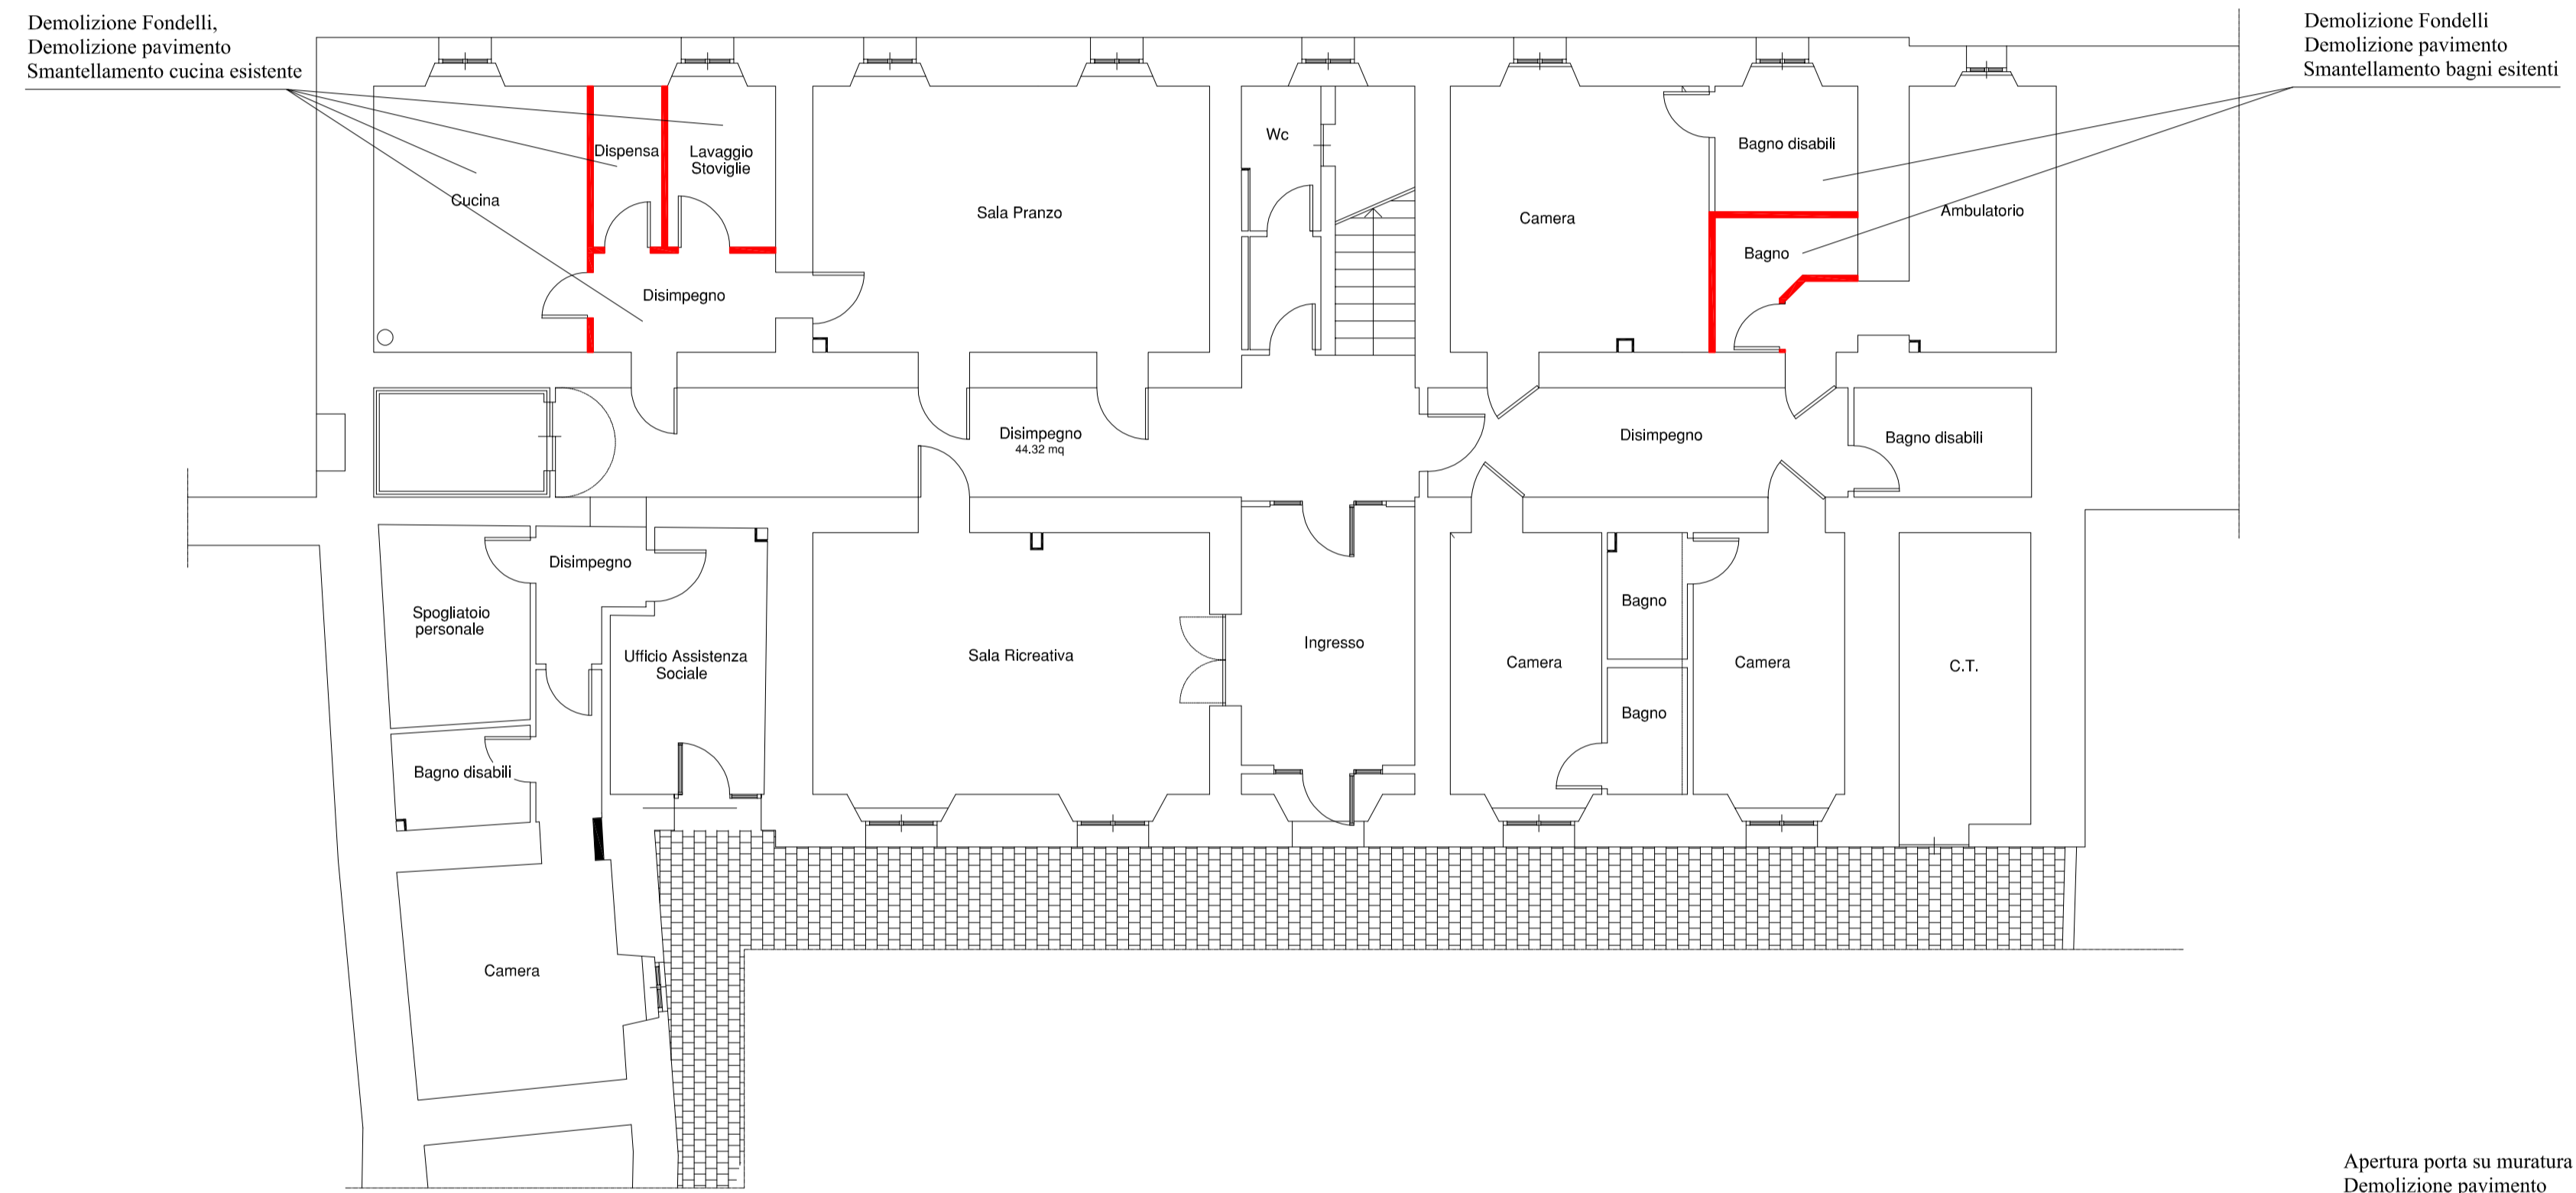 Demolizione Fondelli,
Demolizione pavimento
Smantellamento cucina esistente
Demolizione Fondelli
Demolizione pavimento
Smantellamento bagni esitenti
Cucina
Dispensa
Lavaggio
Stoviglie
Disimpegno
Sala Pranzo
Wc
Camera
Bagno disabili
Bagno
Ambulatorio
Disimpegno
44.32 mq
Disimpegno
Bagno disabili
Disimpegno
Spogliatoio
personale
Ufficio Assistenza
Sociale
Bagno disabili
Camera
Sala Ricreativa
Ingresso
Camera
Bagno
Bagno
Camera
C.T.
Apertura porta su muratura
Demolizione pavimento